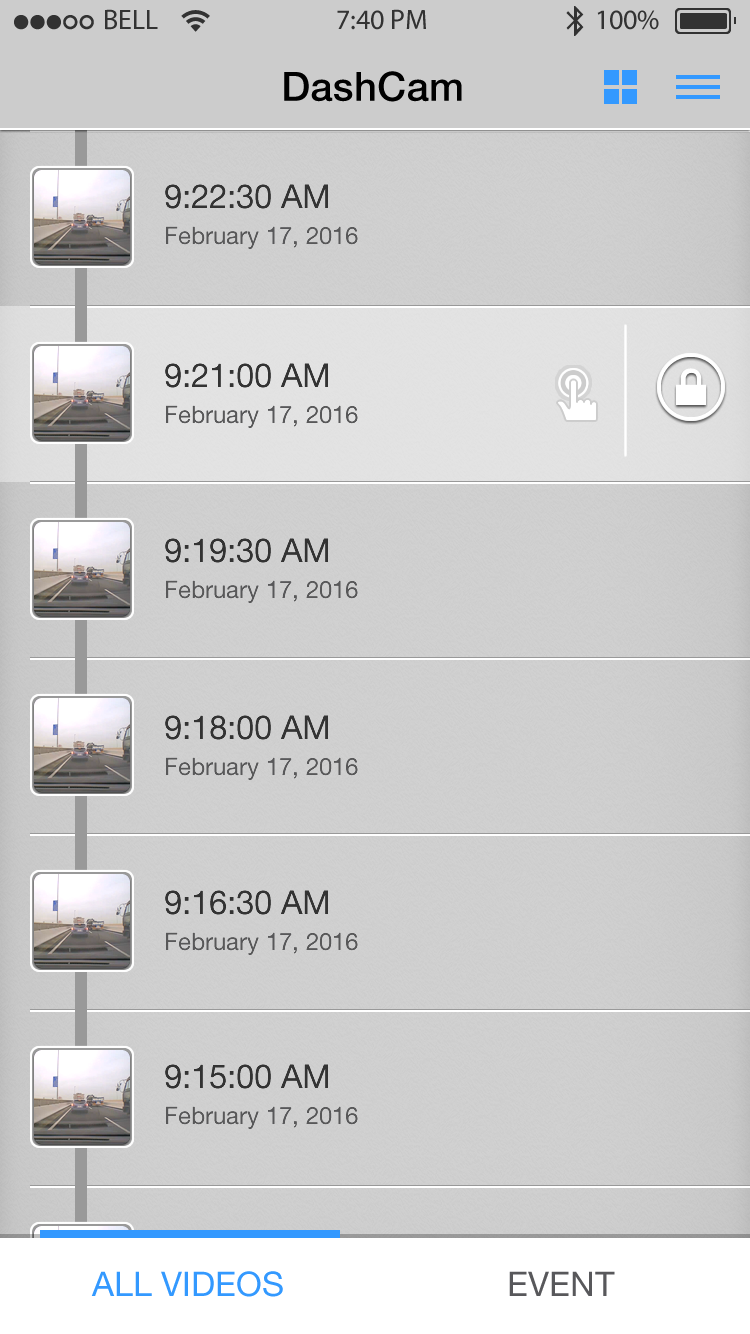 BELL 7:40 PM 100%
DashCam
9:22:30 AM
February 17, 2016
9:21:00 AM
February 17, 2016
9:19:30 AM
February 17, 2016
9:18:00 AM
February 17, 2016
9:16:30 AM
February 17, 2016
9:15:00 AM
February 17, 2016
ALL VIDEOS EVENT